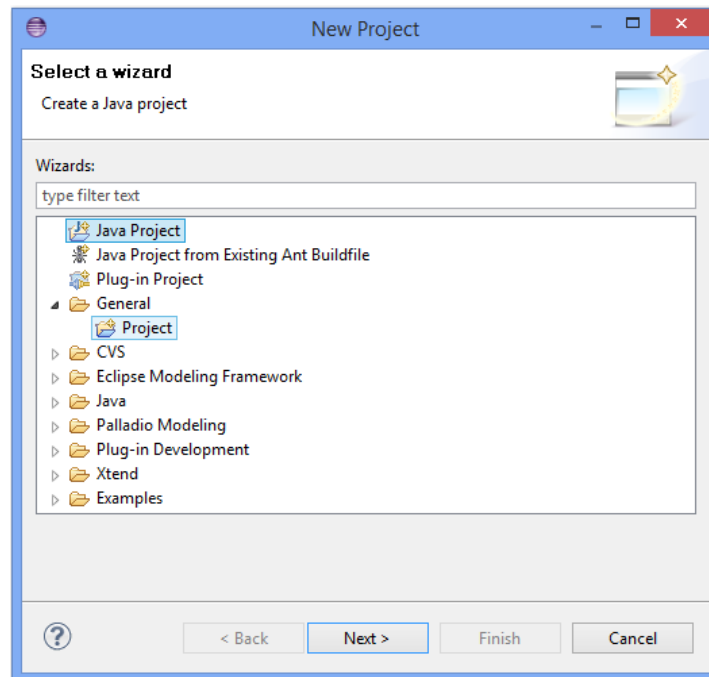 New Project
Select a wizard
Create a Java project
Wizards:
type filter text
Java Project
Java Project from Existing Ant Buildfile
Plug-in Project
General
Project
CVS
Eclipse Modeling Framework
Java
Palladio Modeling
Plug-in Development
Xtend
Examples
? < Back Next > Finish Cancel